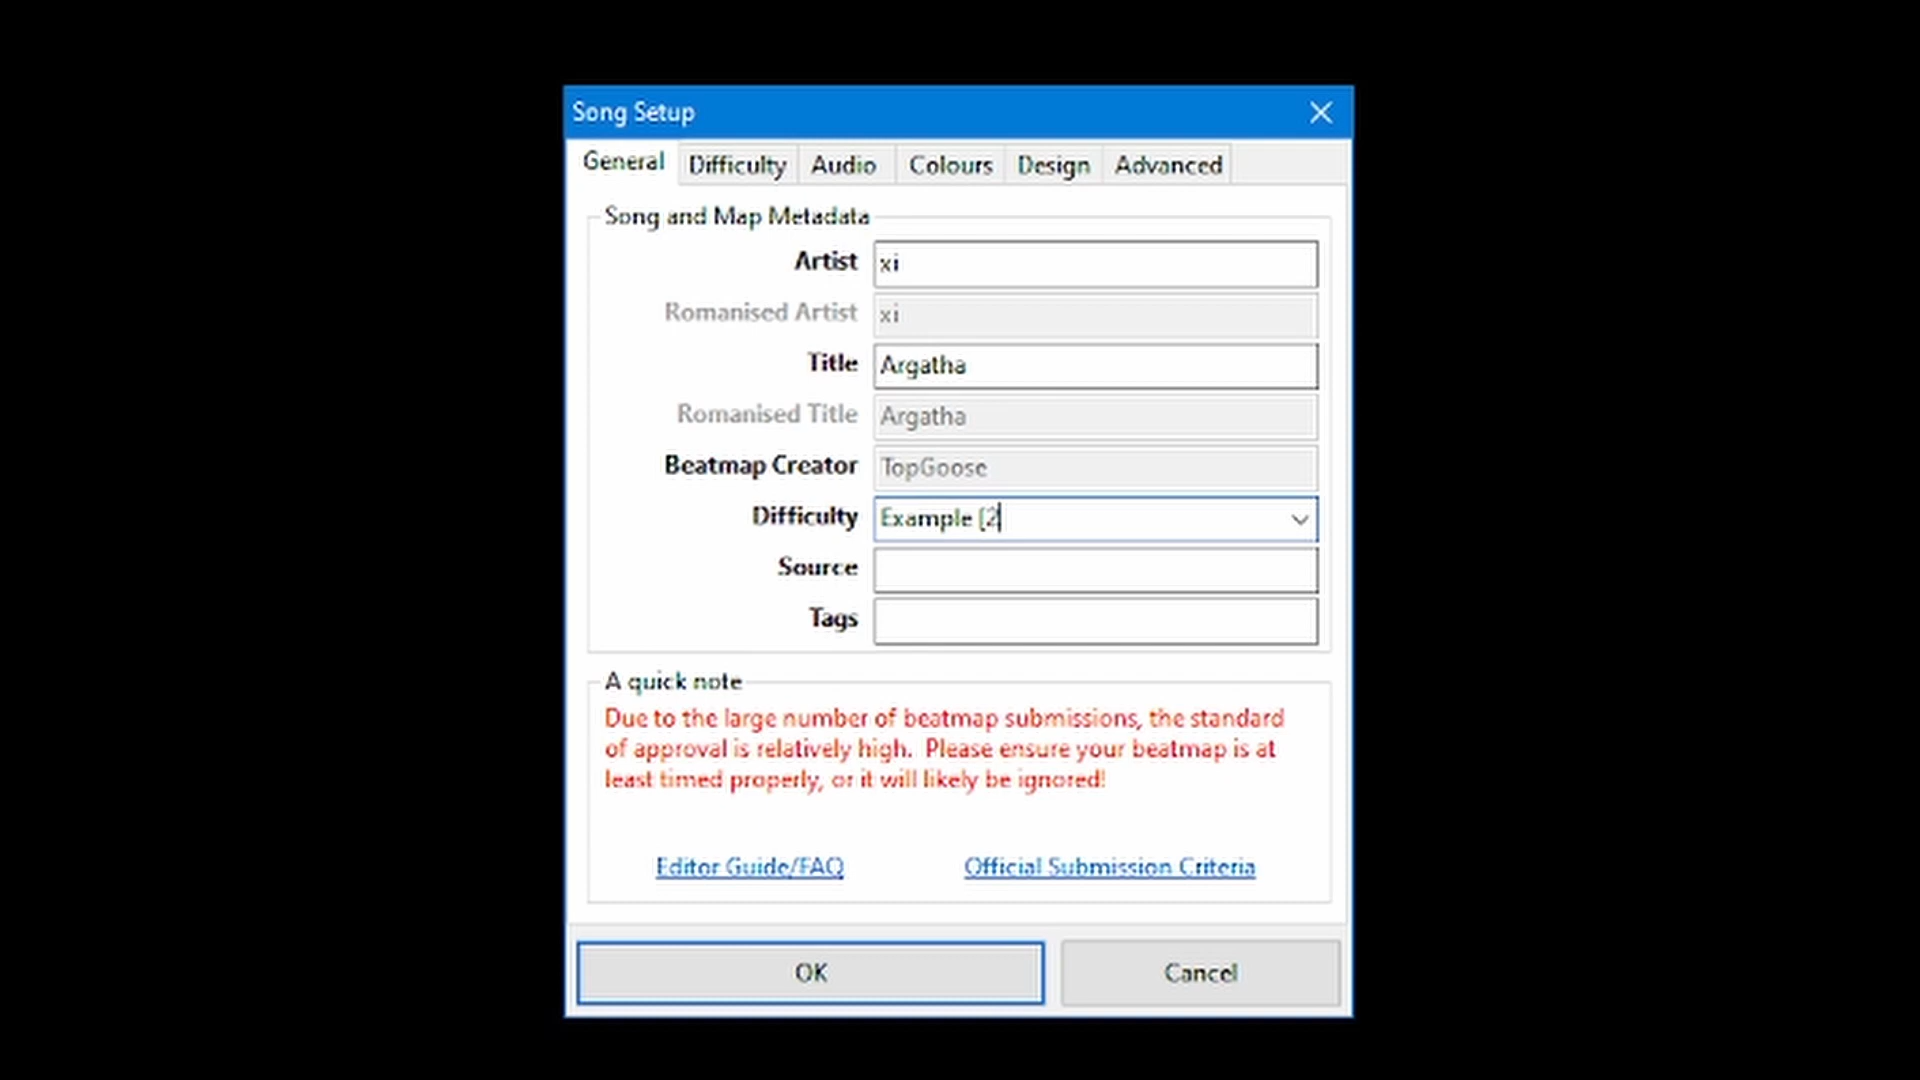 Song Setup
General Difficulty Audio Colours Design Advanced
Song and Map Metadata
Artist xi
Romanised Artist xi
Title Argatha
Romanised Title Argatha
Beatmap Creator TopGoose
Difficulty Example [2
Source
Tags
A quick note
Due to the large number of beatmap submissions, the standard
of approval is relatively high. Please ensure your beatmap is at
least timed properly, or it will likely be ignored!
Editor Guide/FAQ Official Submission Criteria
OK Cancel